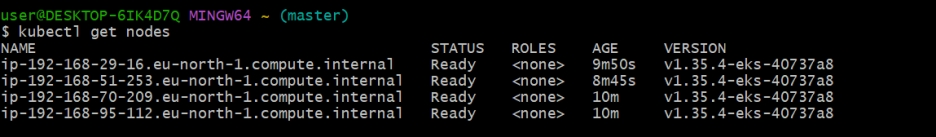 user@DESKTOP-6IK4D7Q MINGW64 ~ (master)
$ kubectl get nodes
NAME STATUS ROLES AGE VERSION
ip-192-168-29-16.eu-north-1.compute.internal Ready <none> 9m50s v1.35.4-eks-40737a8
ip-192-168-51-253.eu-north-1.compute.internal Ready <none> 8m45s v1.35.4-eks-40737a8
ip-192-168-70-209.eu-north-1.compute.internal Ready <none> 10m v1.35.4-eks-40737a8
ip-192-168-95-112.eu-north-1.compute.internal Ready <none> 10m v1.35.4-eks-40737a8